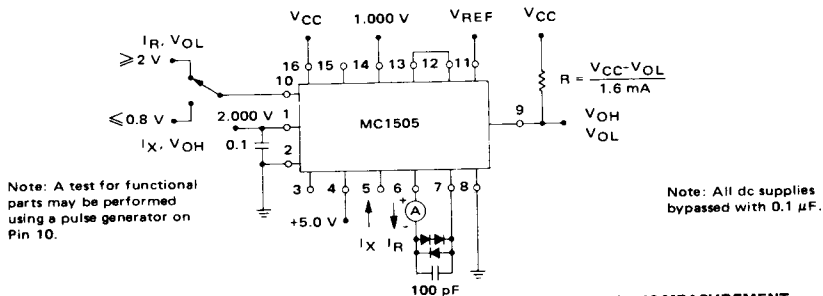 VCC 1.000 V VREF VCC
IR, VOL
≥2 V
16 15 14 13 12 11
R = VCC-VOL
1.6 mA
10
≤0.8 V 2.000 V 1
MC1505
9 VOH
VOL
IX, VOH 0.1
2
Note: A test for functional
parts may be performed
using a pulse generator on
Pin 10.
3 4 5 6 7 8
+ A -
+5.0 V IX IR
100 pF
Note: All dc supplies
bypassed with 0.1 μF.